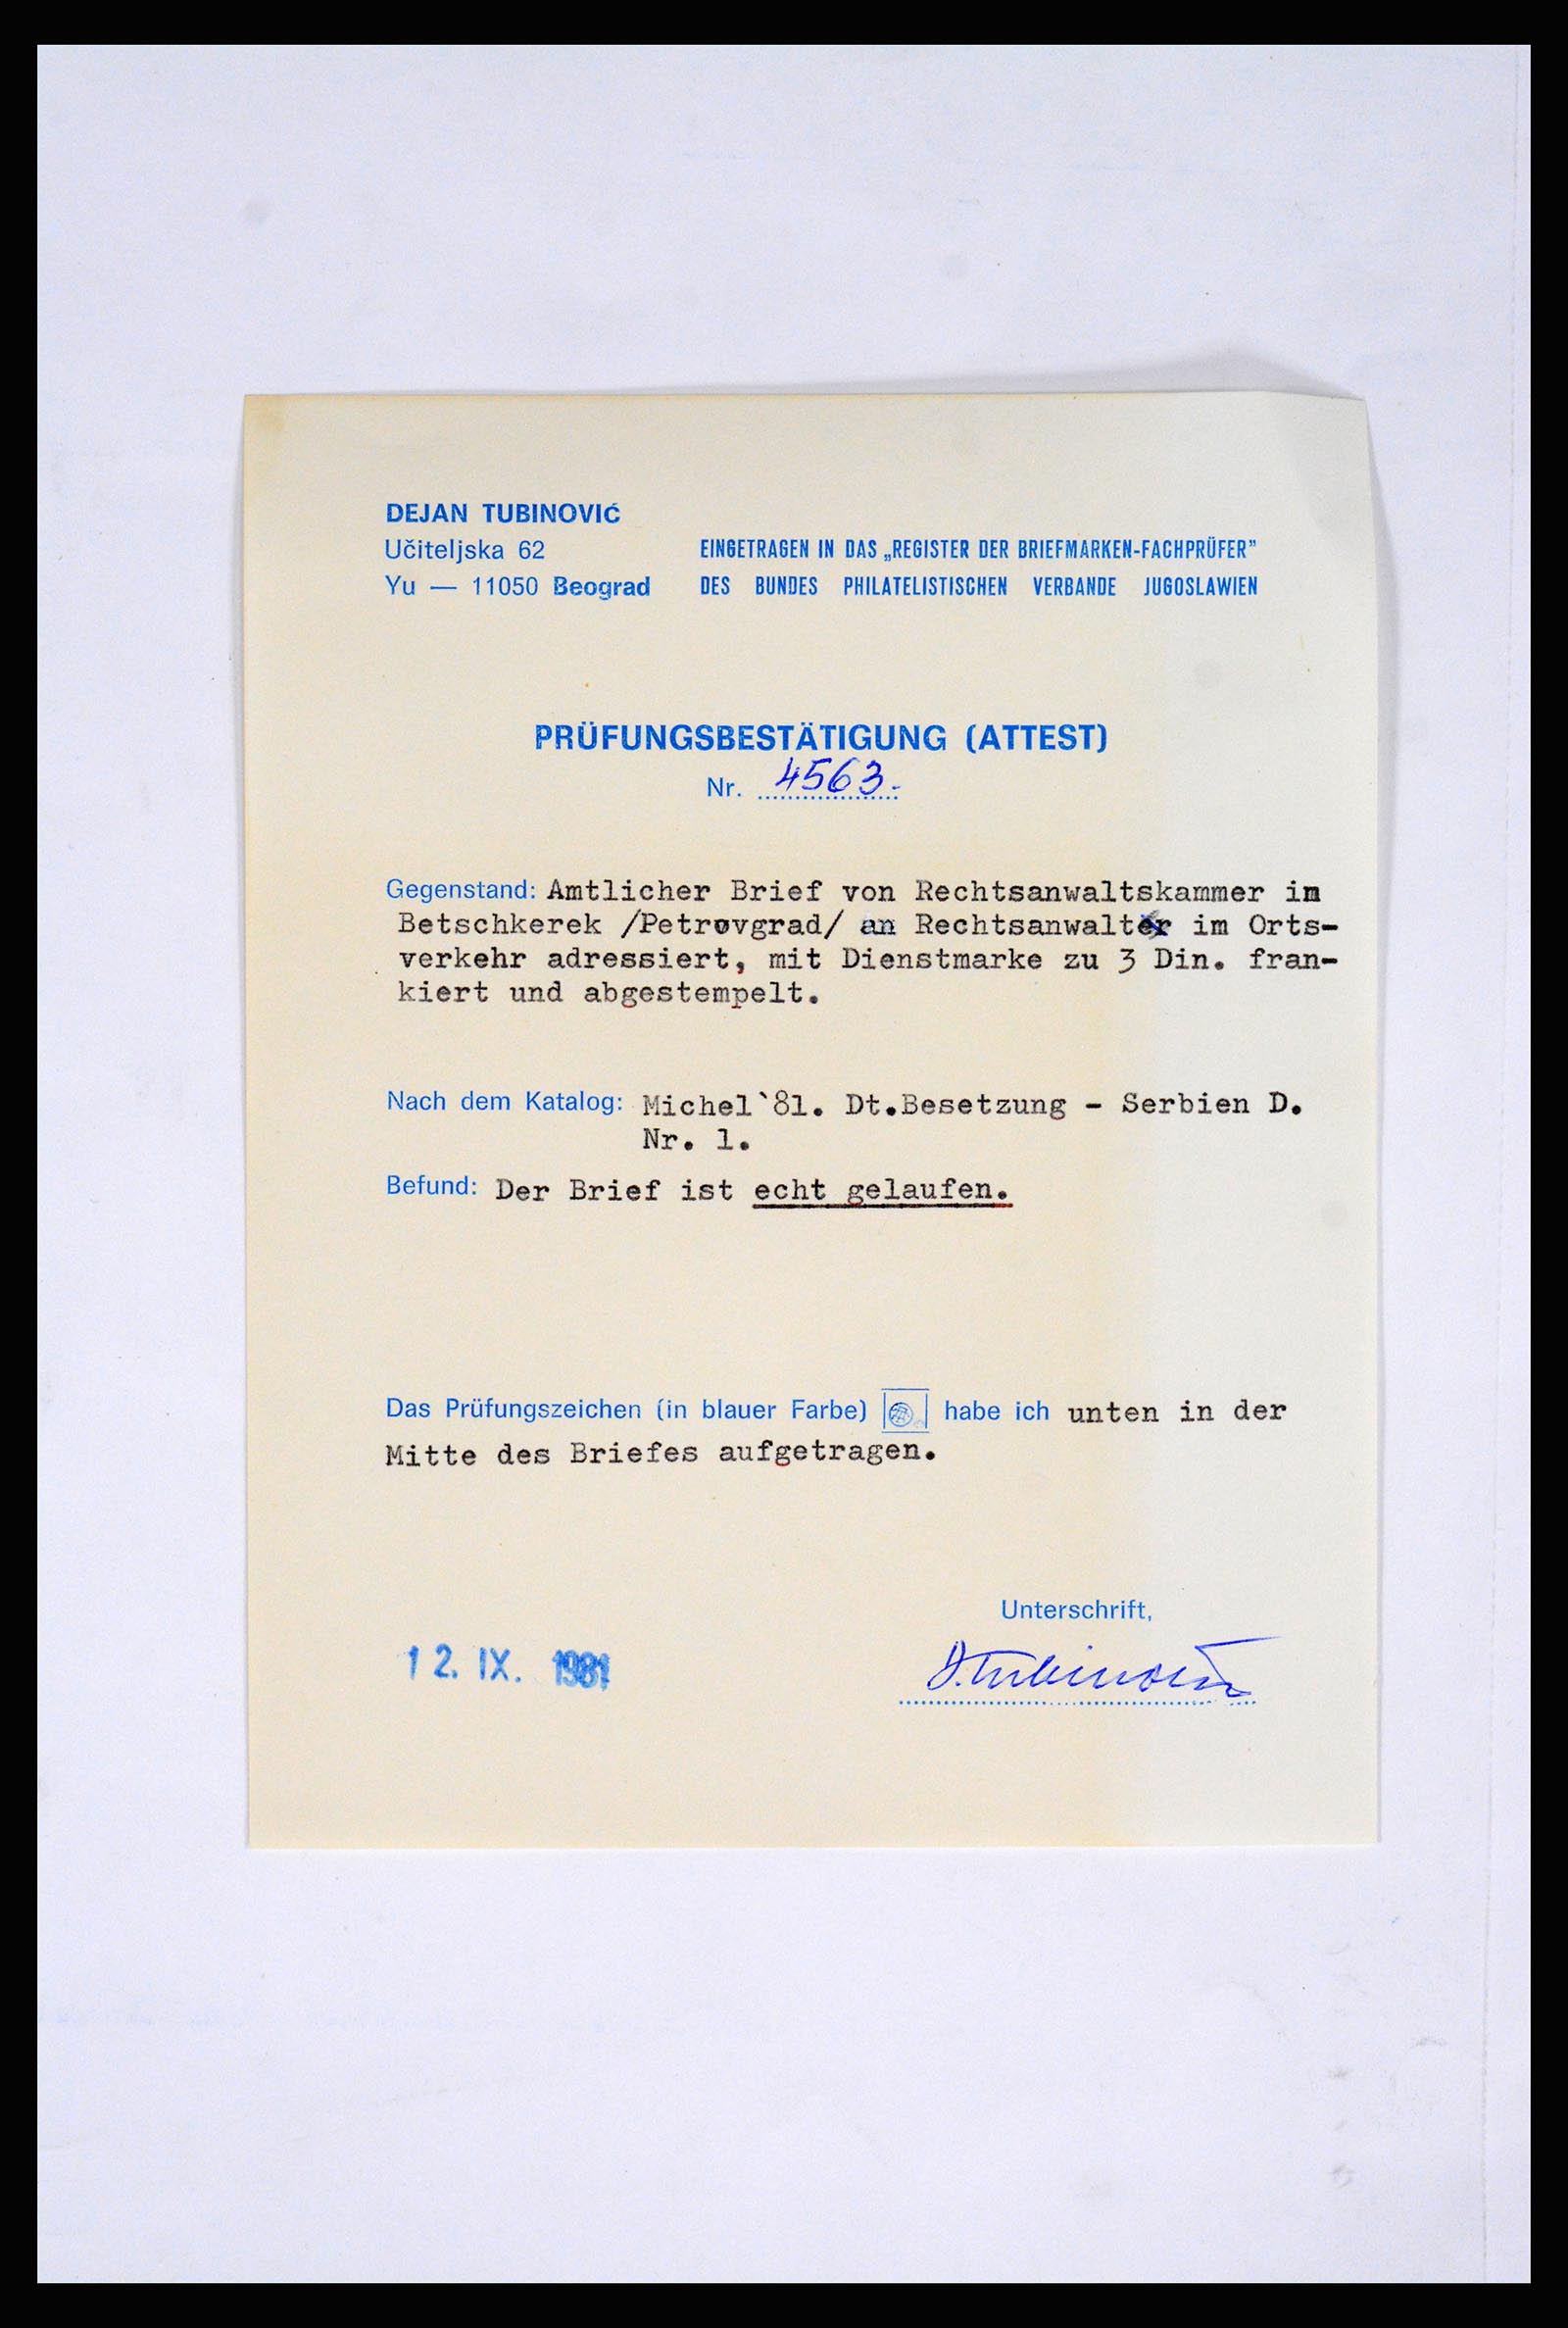 DEJAN TUBINOVIĆ
Učiteljska 62
Yu — 11050 Beograd
EINGETRAGEN IN DAS „REGISTER DER BRIEFMARKEN-FACHPRÜFER”
DES BUNDES PHILATELISTISCHEN VERBANDE JUGOSLAWIEN
PRÜFUNGSBESTÄTIGUNG (ATTEST)
Nr. 4563.-
Gegenstand: Amtlicher Brief von Rechtsanwaltskammer in
Betschkerek /Petrovgrad/ an Rechtsanwalter im Orts-
verkehr adressiert, mit Dienstmarke zu 3 Din. fran-
kiert und abgestempelt.
Nach dem Katalog: Michel`81. Dt.Besetzung - Serbien D.
Nr. 1.
Befund: Der Brief ist echt gelaufen.
Das Prüfungszeichen (in blauer Farbe) habe ich unten in der
Mitte des Briefes aufgetragen.
Unterschrift,
12. IX. 1981
D.Tubinović